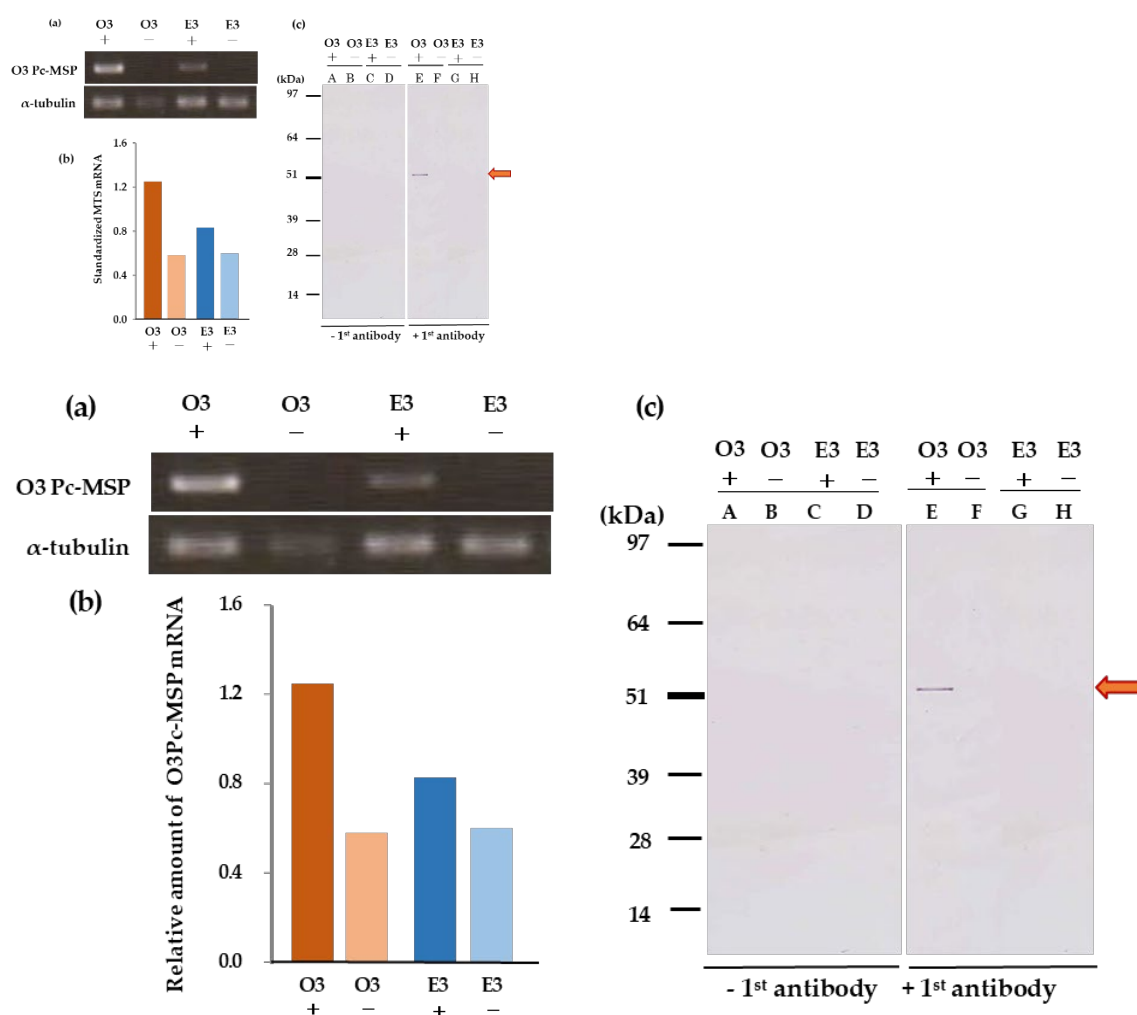 (a)
O3 O3 E3 E3
+ − + −
O3 Pc-MSP
α-tubulin
(b)
Standardized MTS mRNA
1.6
1.2
0.8
0.4
0.0
O3 O3 E3 E3
+ − + −
(c)
O3 O3 E3 E3 O3 O3 E3 E3
+ − + − + − + −
(kDa) A B C D E F G H
97
64
51
39
28
14
- 1st antibody + 1st antibody
(a)
O3 O3 E3 E3
+ − + −
O3 Pc-MSP
α-tubulin
(b)
Relative amount of O3Pc-MSP mRNA
1.6
1.2
0.8
0.4
0.0
O3 O3 E3 E3
+ − + −
(c)
O3 O3 E3 E3 O3 O3 E3 E3
+ − + − + − + −
(kDa) A B C D E F G H
97
64
51
39
28
14
- 1st antibody + 1st antibody